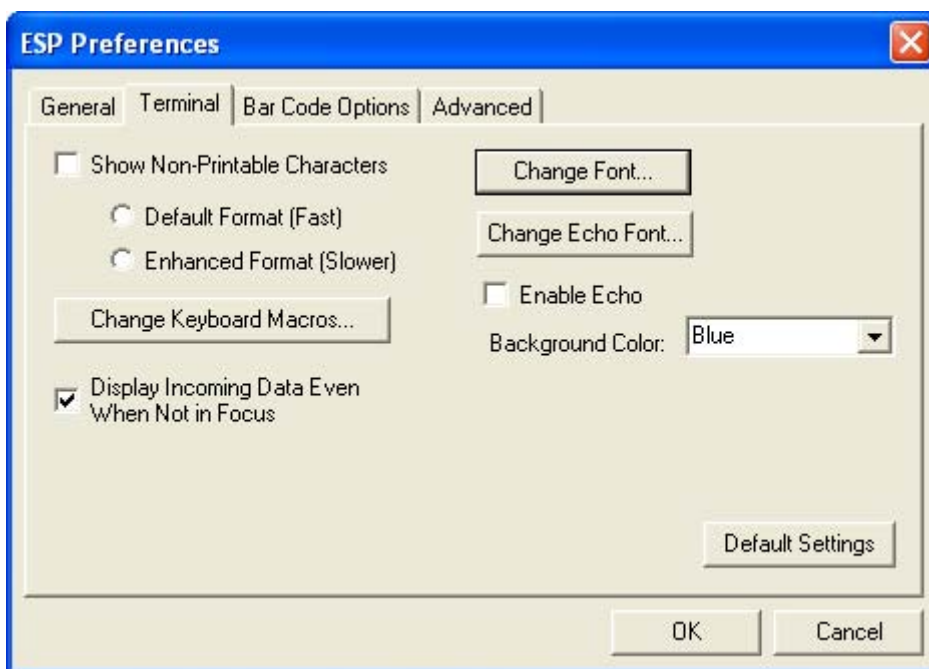 ESP Preferences
General
Terminal
Bar Code Options
Advanced
Show Non-Printable Characters
Default Format (Fast)
Enhanced Format (Slower)
Change Keyboard Macros...
Display Incoming Data Even
When Not in Focus
Change Font...
Change Echo Font...
Enable Echo
Background Color:
Blue
Default Settings
OK
Cancel